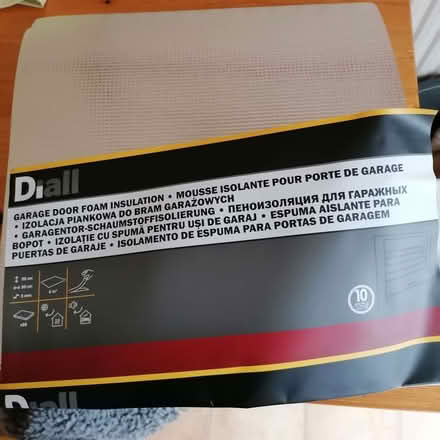 Diall
GARAGE DOOR FOAM INSULATION • MOUSSE ISOLANTE POUR PORTE DE GARAGE
• IZOLACJA PIANKOWA DO BRAM GARAŻOWYCH
• GARAGENTOR-SCHAUMSTOFFISOLIERUNG • ПЕНОИЗОЛЯЦИЯ ДЛЯ ГАРАЖНЫХ
ВОРОТ • IZOLAȚIE CU SPUMĂ PENTRU UȘI DE GARAJ • ESPUMA AISLANTE PARA
PUERTAS DE GARAJE • ISOLAMENTO DE ESPUMA PARA PORTAS DE GARAGEM
10
Diall